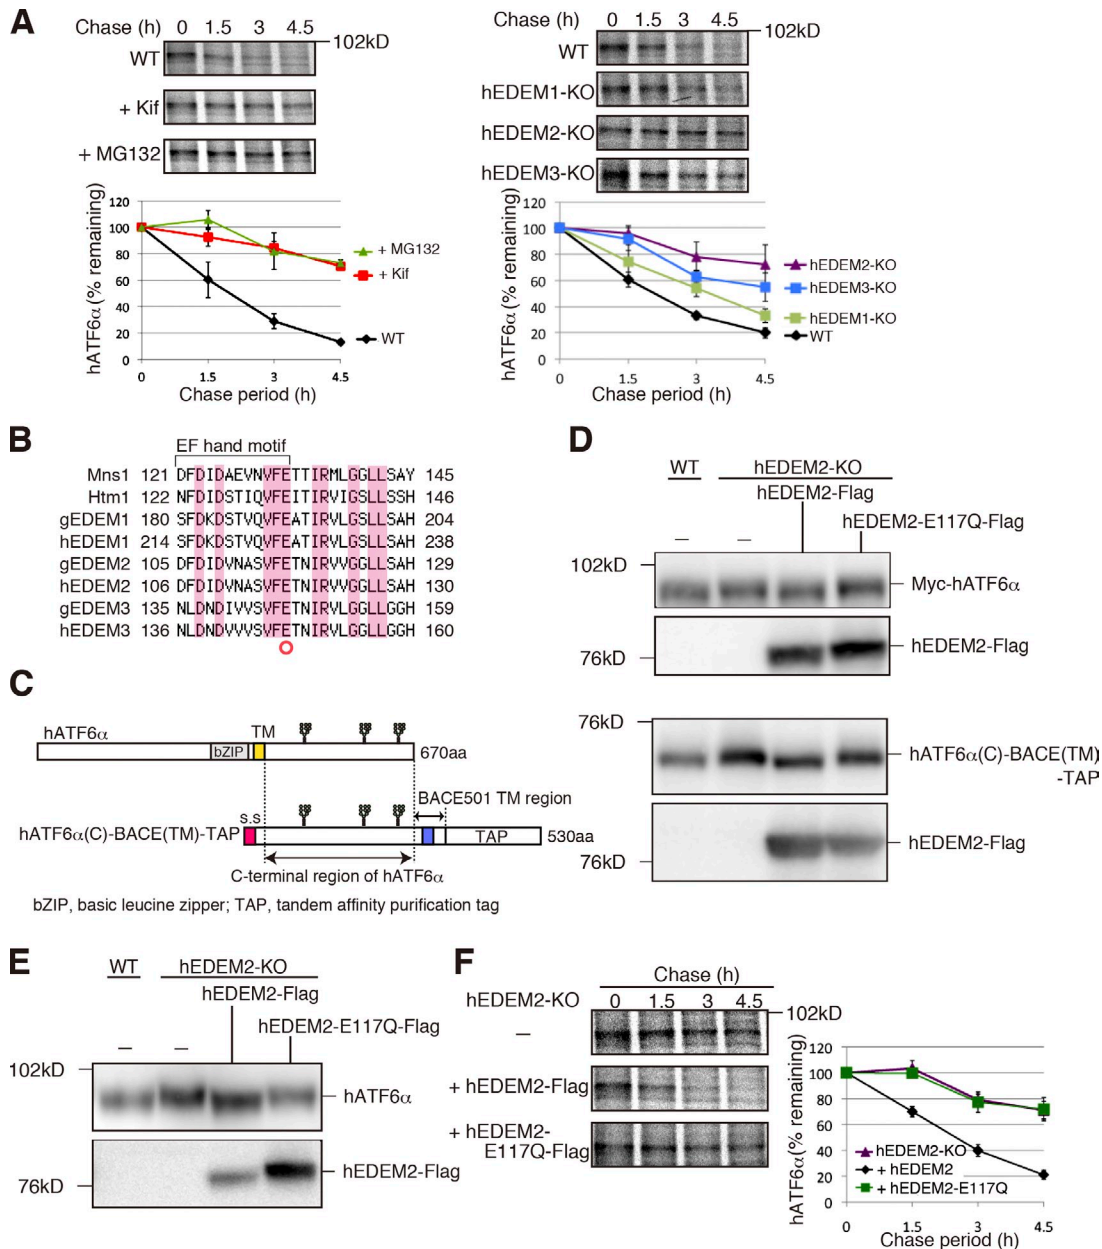 A
Chase (h) 0 1.5 3 4.5
102kD
WT
+ Kif
+ MG132
hATF6α (% remaining)
120
100
80
60
40
20
0
0 1.5 3 4.5
Chase period (h)
+ MG132
+ Kif
WT
Chase (h) 0 1.5 3 4.5
102kD
WT
hEDEM1-KO
hEDEM2-KO
hEDEM3-KO
hATF6α (% remaining)
120
100
80
60
40
20
0
0 1.5 3 4.5
Chase period (h)
hEDEM2-KO
hEDEM3-KO
hEDEM1-KO
WT
B
EF hand motif
Mns1 121 DFDIDAEVNVFETTIRMLGGLLSAY 145
Htm1 122 NFDIDSTIQVFEITIRVIGSLLSSH 146
gEDEM1 180 SFDKDSTVQVFEATIRVLGSLLSAH 204
hEDEM1 214 SFDKDSTVQVFEATIRVLGSLLSAH 238
gEDEM2 105 DFDIDVNASVFETNIRVVGGLLSAH 129
hEDEM2 106 DFDIDVNASVFETNIRVVGGLLSAH 130
gEDEM3 135 NLDNDIVVSVFETNIRVLGGLLGGH 159
hEDEM3 136 NLDNDVVVSVFETNIRVLGGLLGGH 160
C
hATF6α
bZIP
TM
670aa
BACE501 TM region
s.s
hATF6α(C)-BACE(TM)-TAP
TAP
530aa
C-terminal region of hATF6α
bZIP, basic leucine zipper; TAP, tandem affinity purification tag
D
WT hEDEM2-KO
hEDEM2-Flag
hEDEM2-E117Q-Flag
– –
102kD
Myc-hATF6α
hEDEM2-Flag
76kD
76kD
hATF6α(C)-BACE(TM)
-TAP
hEDEM2-Flag
76kD
E
WT hEDEM2-KO
hEDEM2-Flag
hEDEM2-E117Q-Flag
– –
102kD
hATF6α
hEDEM2-Flag
76kD
F
Chase (h)
hEDEM2-KO 0 1.5 3 4.5
102kD
–
+ hEDEM2-Flag
+ hEDEM2-
E117Q-Flag
hATF6α (% remaining)
120
100
80
60
40
20
0
hEDEM2-KO
+ hEDEM2
+ hEDEM2-E117Q
0 1.5 3 4.5
Chase period (h)